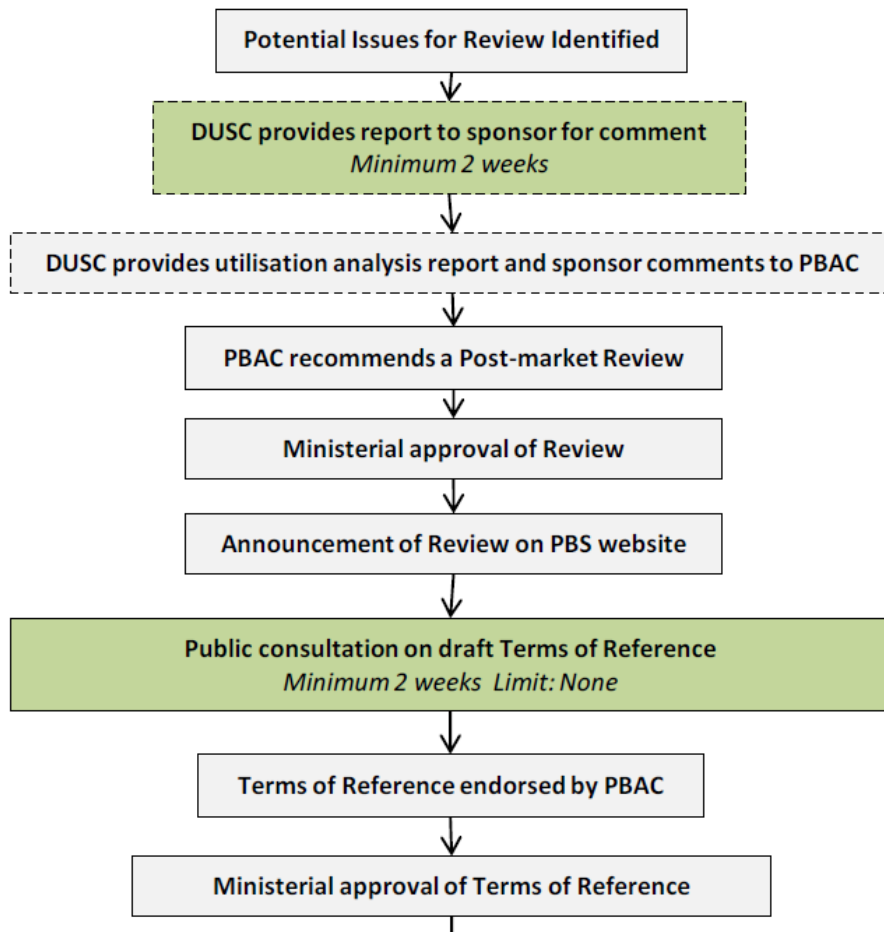 Potential Issues for Review Identified
DUSC provides report to sponsor for comment
Minimum 2 weeks
DUSC provides utilisation analysis report and sponsor comments to PBAC
PBAC recommends a Post-market Review
Ministerial approval of Review
Announcement of Review on PBS website
Public consultation on draft Terms of Reference
Minimum 2 weeks  Limit: None
Terms of Reference endorsed by PBAC
Ministerial approval of Terms of Reference